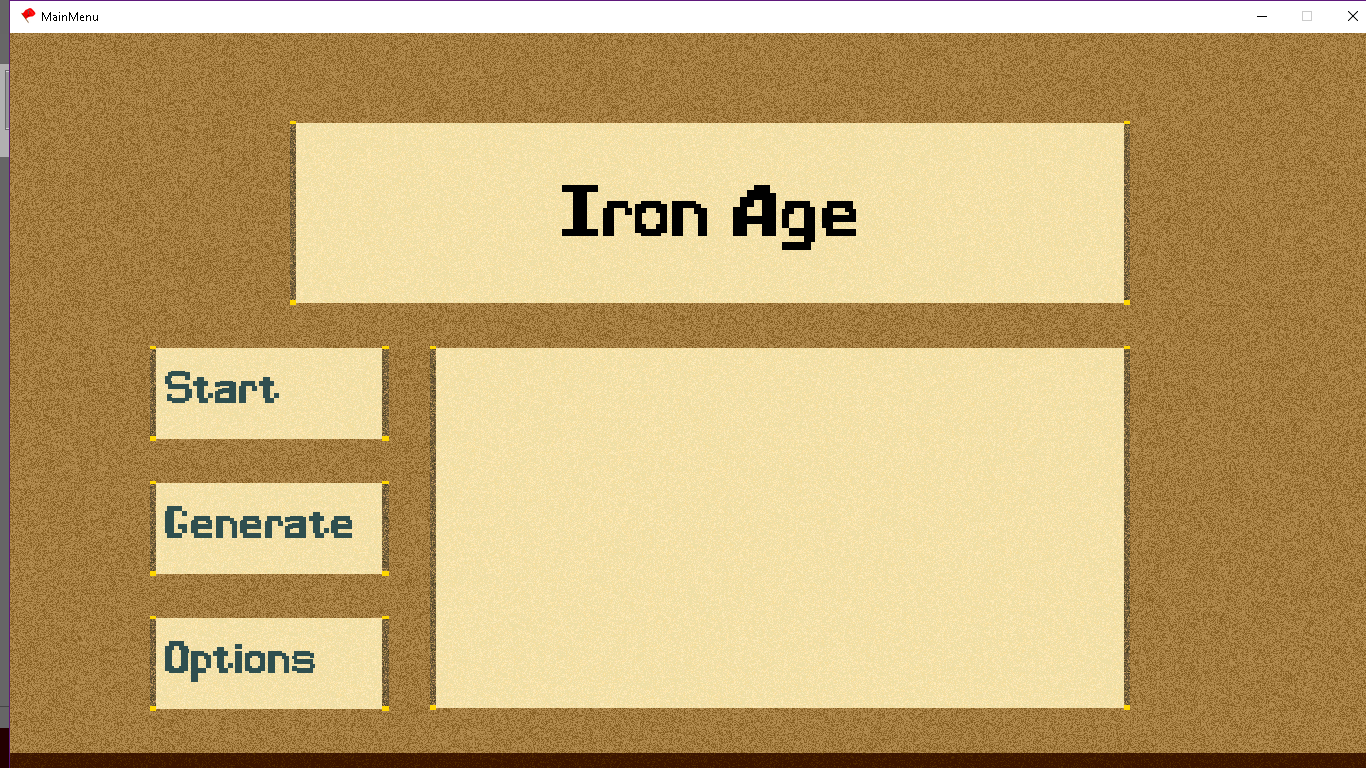 MainMenu
Iron Age
Start
Generate
Options